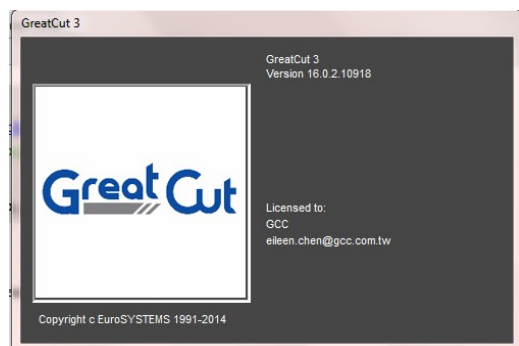 GreatCut 3
GreatCut 3
Version 16.0.2.10918
Great Cut
Licensed to:
GCC
eileen.chen@gcc.com.tw
Copyright c EuroSYSTEMS 1991-2014